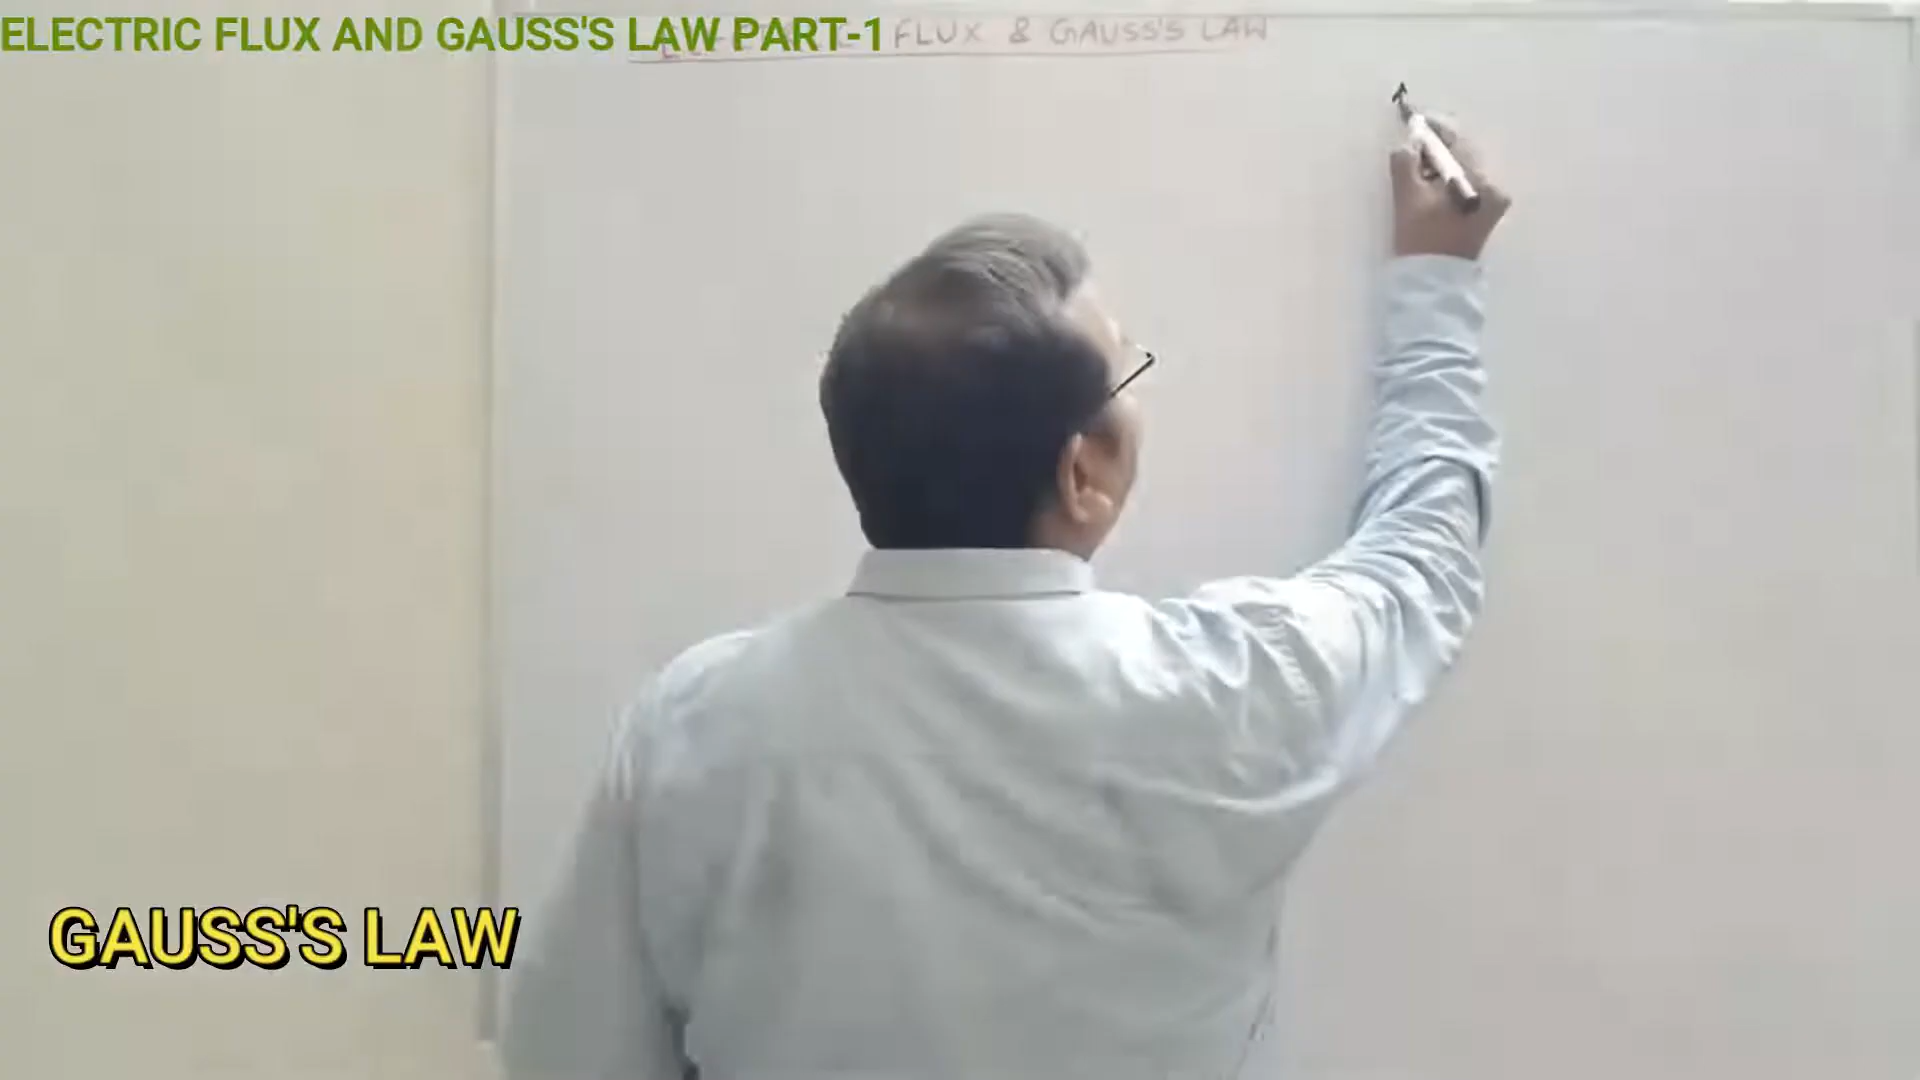 ELECTRIC FLUX AND GAUSS'S LAW PART-1
FLUX & GAUSS'S LAW
GAUSS'S LAW